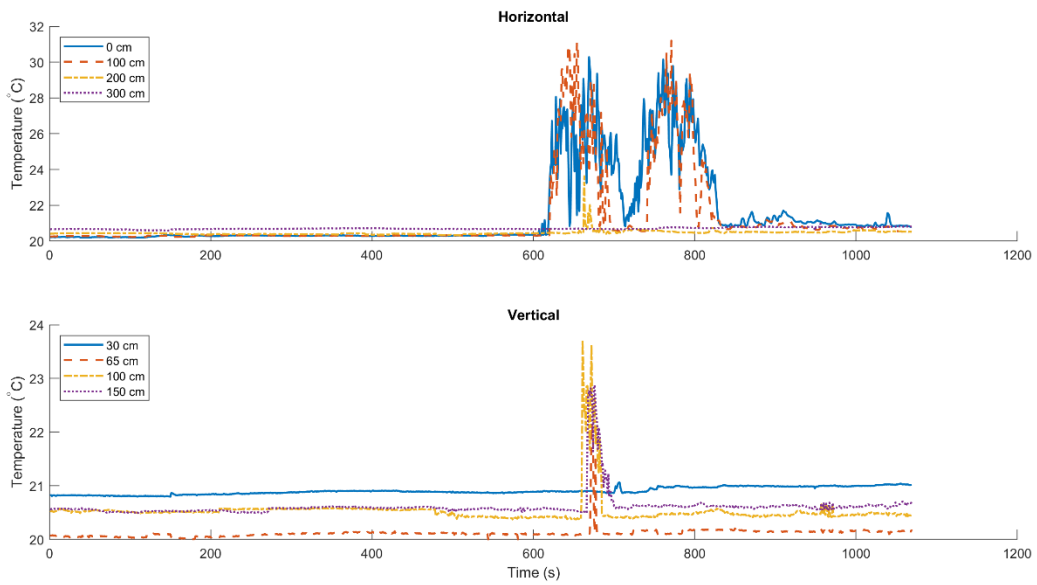 Horizontal
32
30
28
26
24
22
20
Temperature (°C)
0 cm
100 cm
200 cm
300 cm
0
200
400
600
800
1000
1200
Vertical
24
23
22
21
20
Temperature (°C)
30 cm
65 cm
100 cm
150 cm
0
200
400
600
800
1000
1200
Time (s)